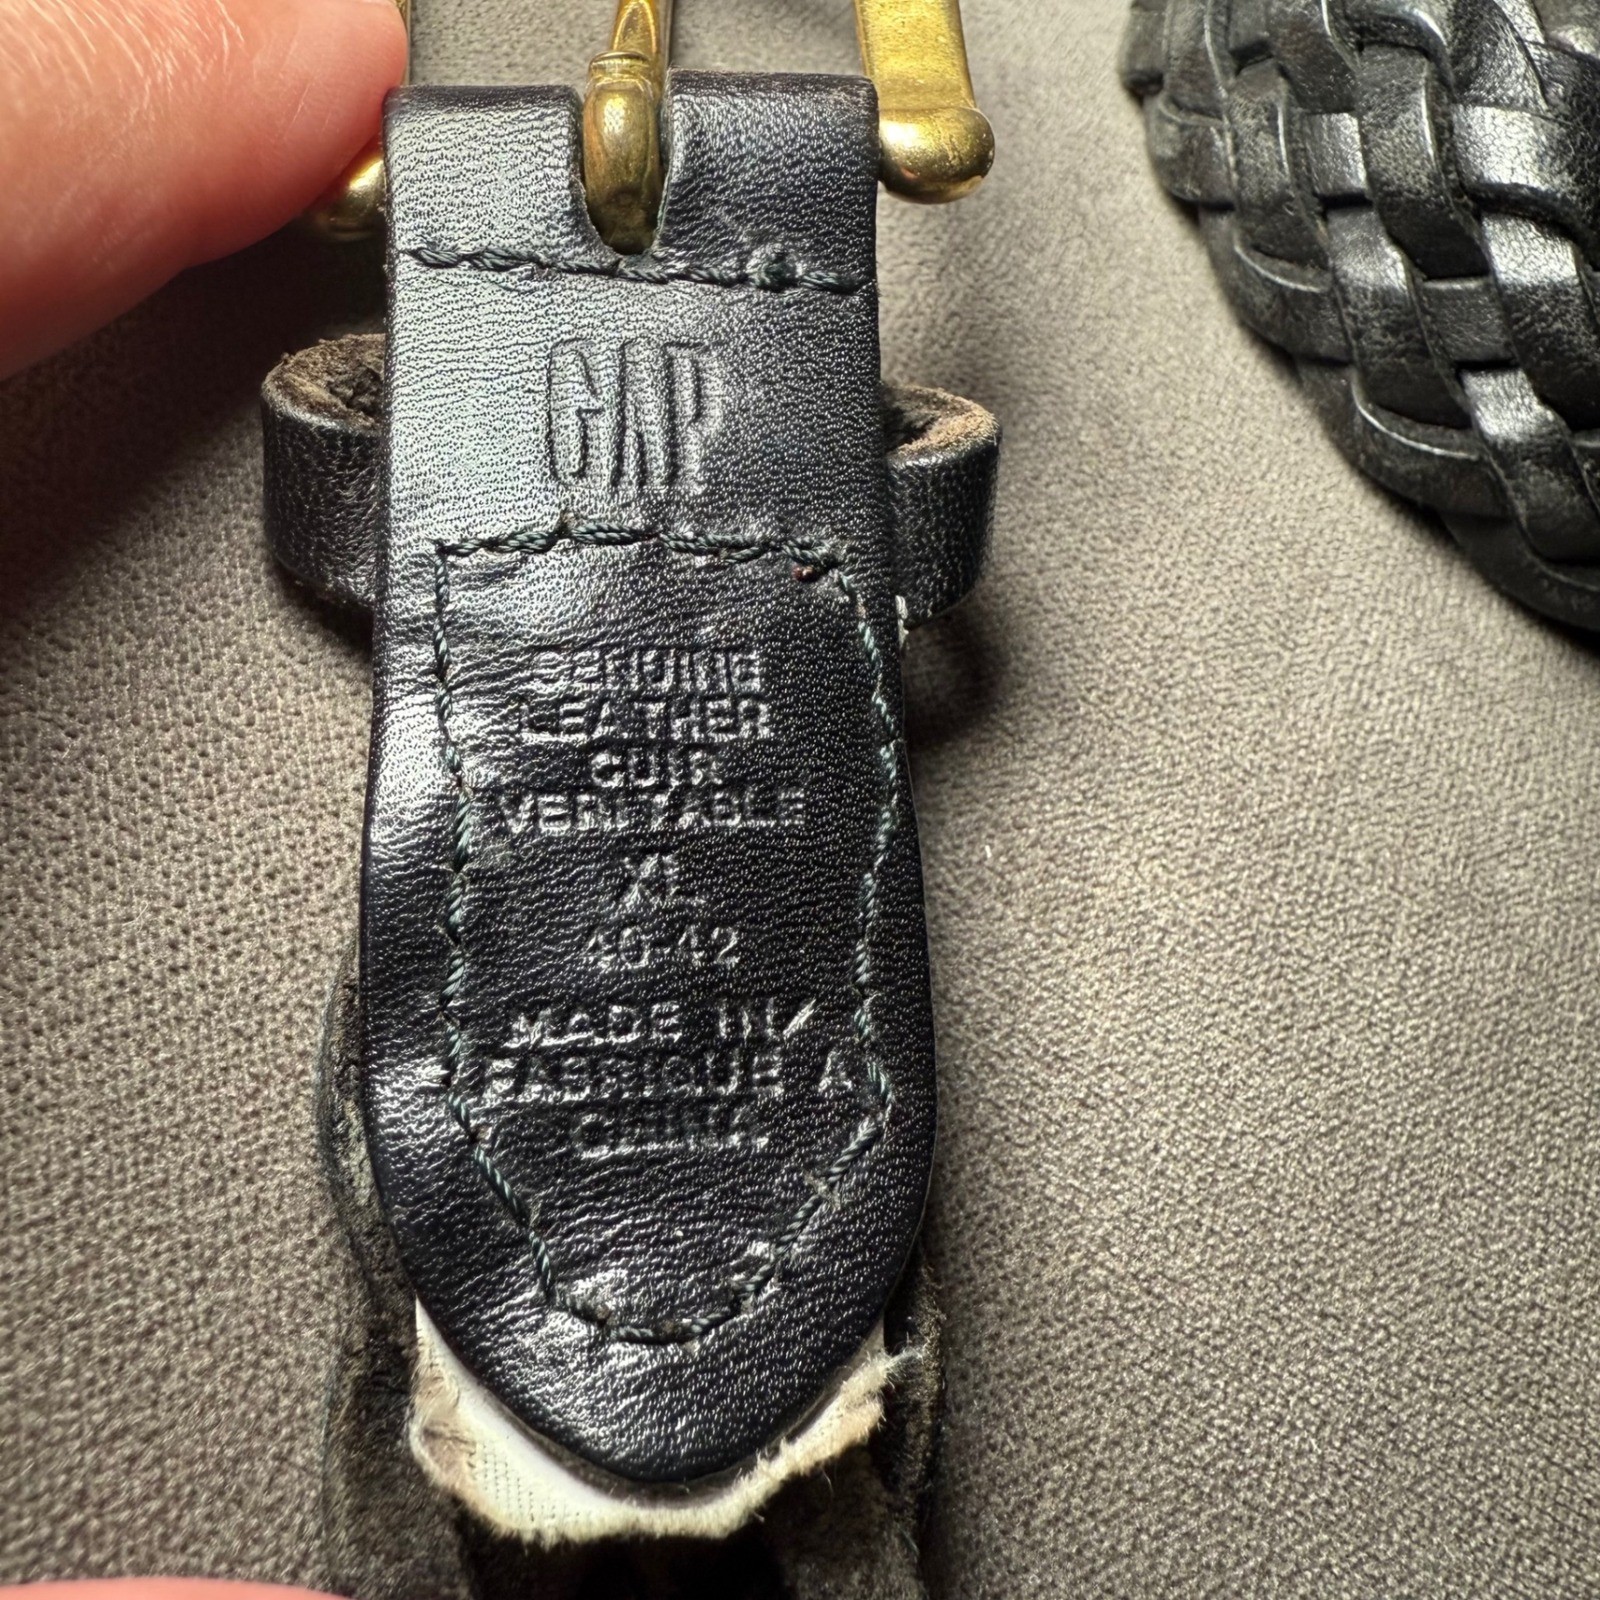 GAP
GENUINE
LEATHER
CUIR
VERITABLE
XL
40-42
MADE IN/
FABRIQUE A
CHINA